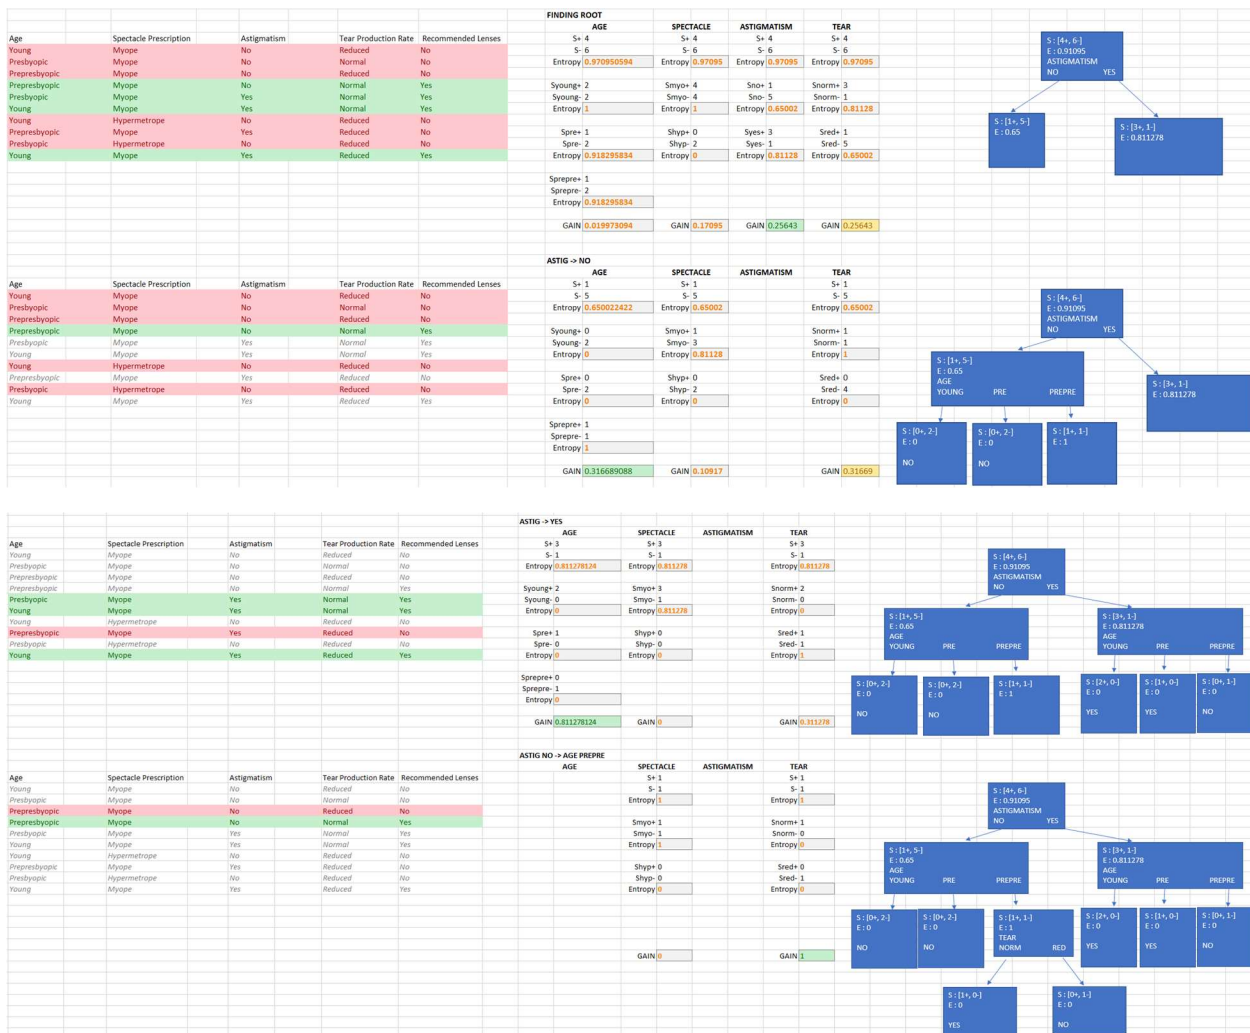 FINDING ROOT
AGE SPECTACLE ASTIGMATISM TEAR
S+ 4 S+ 4 S+ 4 S+ 4
Age Spectacle Prescription Astigmatism Tear Production Rate Recommended Lenses S- 6 S- 6 S- 6 S- 6
Young Myope No Reduced No
Presbyopic Myope No Normal No Entropy 0.970950594 Entropy 0.97095 Entropy 0.97095 Entropy 0.97095
Prepresbyopic Myope No Reduced No
Prepresbyopic Myope No Normal Yes Syoung+ 2 Smyo+ 4 Sno+ 1 Snorm+ 3
Presbyopic Myope Yes Normal Yes Syoung- 2 Smyo- 4 Sno- 5 Snorm- 1
Young Myope Yes Normal Yes Entropy 1 Entropy 1 Entropy 0.65002 Entropy 0.81128
Young Hypermetrope No Reduced No
Prepresbyopic Myope Yes Reduced No Spre+ 1 Shyp+ 0 Syes+ 3 Sred+ 1
Presbyopic Hypermetrope No Reduced No Spre- 2 Shyp- 2 Syes- 1 Sred- 5
Young Myope Yes Reduced Yes Entropy 0.918295834 Entropy 0 Entropy 0.81128 Entropy 0.65002
Sprepre+ 1
Sprepre- 2
Entropy 0.918295834
GAIN 0.019973094 GAIN 0.17095 GAIN 0.25643 GAIN 0.25643
S : [4+, 6-]
E : 0.91095
ASTIGMATISM
NO YES
S : [1+, 5-]
E : 0.65
S : [3+, 1-]
E : 0.811278
ASTIG -> NO
AGE SPECTACLE ASTIGMATISM TEAR
Age Spectacle Prescription Astigmatism Tear Production Rate Recommended Lenses S+ 1 S+ 1 S+ 1
Young Myope No Reduced No S- 5 S- 5 S- 5
Presbyopic Myope No Normal No Entropy 0.650022422 Entropy 0.65002 Entropy 0.65002
Prepresbyopic Myope No Reduced No
Prepresbyopic Myope No Normal Yes Syoung+ 0 Smyo+ 1 Snorm+ 1
Presbyopic Myope Yes Normal Yes Syoung- 2 Smyo- 3 Snorm- 1
Young Myope Yes Normal Yes Entropy 0 Entropy 0.81128 Entropy 1
Young Hypermetrope No Reduced No
Prepresbyopic Myope Yes Reduced No Spre+ 0 Shyp+ 0 Sred+ 0
Presbyopic Hypermetrope No Reduced No Spre- 2 Shyp- 2 Sred- 4
Young Myope Yes Reduced Yes Entropy 0 Entropy 0 Entropy 0
Sprepre+ 1
Sprepre- 1
Entropy 1
GAIN 0.316689088 GAIN 0.10917 GAIN 0.31669
S : [4+, 6-]
E : 0.91095
ASTIGMATISM
NO YES
S : [1+, 5-]
E : 0.65
AGE
YOUNG PRE PREPRE
S : [3+, 1-]
E : 0.811278
S : [0+, 2-] S : [0+, 2-] S : [1+, 1-]
E : 0 E : 0 E : 1
NO NO
ASTIG -> YES
AGE SPECTACLE ASTIGMATISM TEAR
Age Spectacle Prescription Astigmatism Tear Production Rate Recommended Lenses S+ 3 S+ 3 S+ 3
Young Myope No Reduced No S- 1 S- 1 S- 1
Presbyopic Myope No Normal No Entropy 0.811278124 Entropy 0.811278 Entropy 0.811278
Prepresbyopic Myope No Reduced No
Prepresbyopic Myope No Normal Yes Syoung+ 2 Smyo+ 3 Snorm+ 2
Presbyopic Myope Yes Normal Yes Syoung- 0 Smyo- 1 Snorm- 0
Young Myope Yes Normal Yes Entropy 0 Entropy 0.811278 Entropy 0
Young Hypermetrope No Reduced No
Prepresbyopic Myope Yes Reduced No Spre+ 1 Shyp+ 0 Sred+ 1
Presbyopic Hypermetrope No Reduced No Spre- 0 Shyp- 0 Sred- 1
Young Myope Yes Reduced Yes Entropy 0 Entropy 0 Entropy 1
Sprepre+ 0
Sprepre- 1
Entropy 0
GAIN 0.811278124 GAIN 0 GAIN 0.311278
S : [4+, 6-]
E : 0.91095
ASTIGMATISM
NO YES
S : [1+, 5-] S : [3+, 1-]
E : 0.65 E : 0.811278
AGE AGE
YOUNG PRE PREPRE YOUNG PRE PREPRE
S : [0+, 2-] S : [0+, 2-] S : [1+, 1-] S : [2+, 0-] S : [1+, 0-] S : [0+, 1-]
E : 0 E : 0 E : 1 E : 0 E : 0 E : 0
NO NO YES YES NO
ASTIG NO -> AGE PREPRE
AGE SPECTACLE ASTIGMATISM TEAR
Age Spectacle Prescription Astigmatism Tear Production Rate Recommended Lenses S+ 1 S+ 1
Young Myope No Reduced No S- 1 S- 1
Presbyopic Myope No Normal No Entropy 1 Entropy 1
Prepresbyopic Myope No Reduced No
Prepresbyopic Myope No Normal Yes Smyo+ 1 Snorm+ 1
Presbyopic Myope Yes Normal Yes Smyo- 1 Snorm- 0
Young Myope Yes Normal Yes Entropy 1 Entropy 0
Young Hypermetrope No Reduced No
Prepresbyopic Myope Yes Reduced No Shyp+ 0 Sred+ 0
Presbyopic Hypermetrope No Reduced No Shyp- 0 Sred- 1
Young Myope Yes Reduced Yes Entropy 0 Entropy 0
GAIN 0 GAIN 1
S : [4+, 6-]
E : 0.91095
ASTIGMATISM
NO YES
S : [1+, 5-] S : [3+, 1-]
E : 0.65 E : 0.811278
AGE AGE
YOUNG PRE PREPRE YOUNG PRE PREPRE
S : [0+, 2-] S : [0+, 2-] S : [1+, 1-] S : [2+, 0-] S : [1+, 0-] S : [0+, 1-]
E : 0 E : 0 E : 1 E : 0 E : 0 E : 0
TEAR
NO NO NORM RED YES YES NO
S : [1+, 0-] S : [0+, 1-]
E : 0 E : 0
YES NO